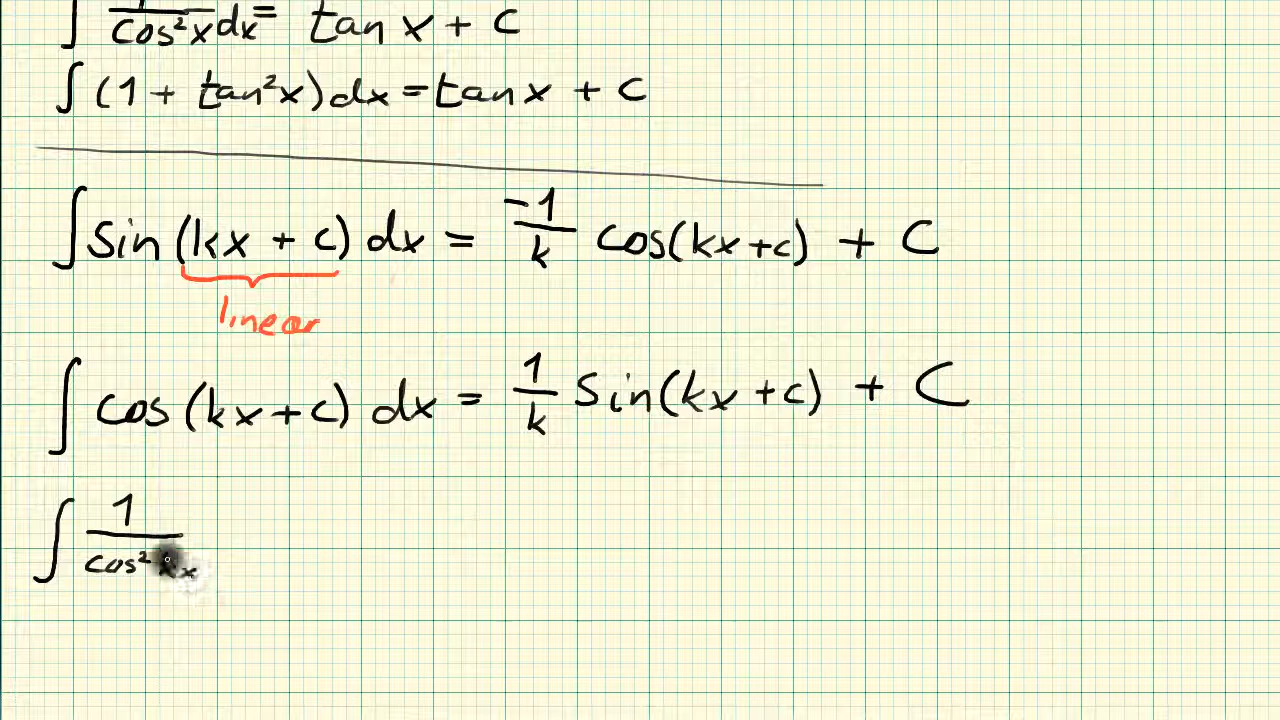 ∫ 1/cos²x dx = tan x + C
∫ (1 + tan²x) dx = tan x + C
∫ sin (kx + c) dx = -1/k cos(kx+c) + C
linear
∫ cos (kx + c) dx = 1/k sin(kx + c) + C
∫ 1/cos² kx